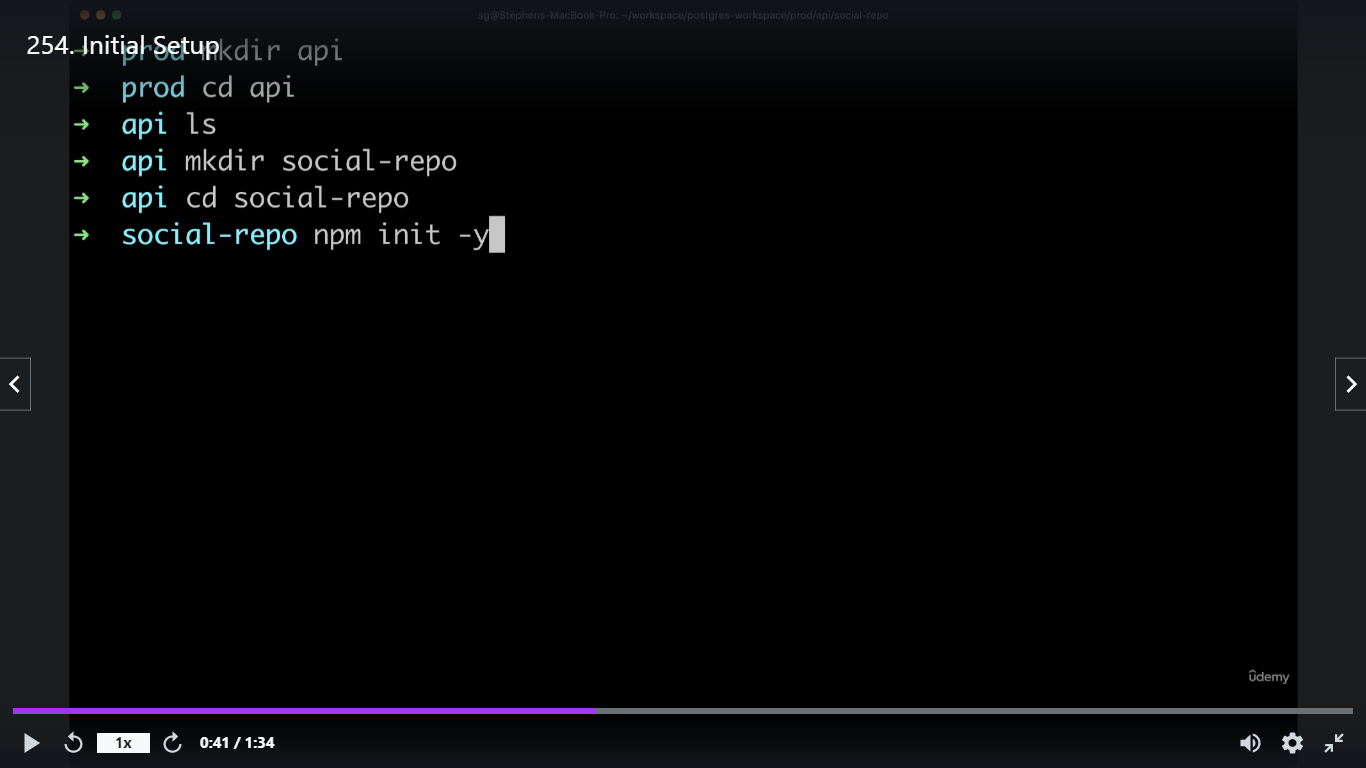 sg@Stephens-MacBook-Pro: ~/workspace/postgres-workspace/prod/api/social-repo
254. Initial Setup
➜ prod mkdir api
➜ prod cd api
➜ api ls
➜ api mkdir social-repo
➜ api cd social-repo
➜ social-repo npm init -y
ûdemy
1x
0:41 / 1:34